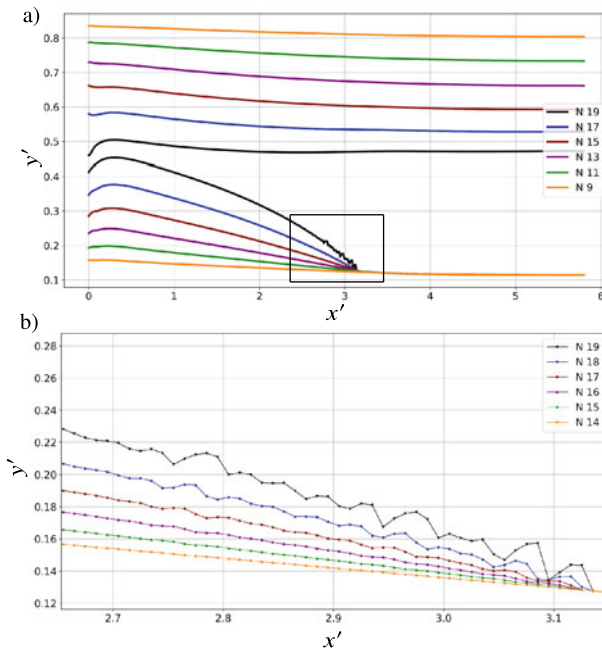 a)
0.8
0.7
0.6
0.5
0.4
0.3
0.2
0.1
y′
N 19
N 17
N 15
N 13
N 11
N 9
0 1 2 3 4 5 6
x′
b)
0.28
0.26
0.24
0.22
0.20
0.18
0.16
0.14
0.12
y′
N 19
N 18
N 17
N 16
N 15
N 14
2.7 2.8 2.9 3.0 3.1
x′